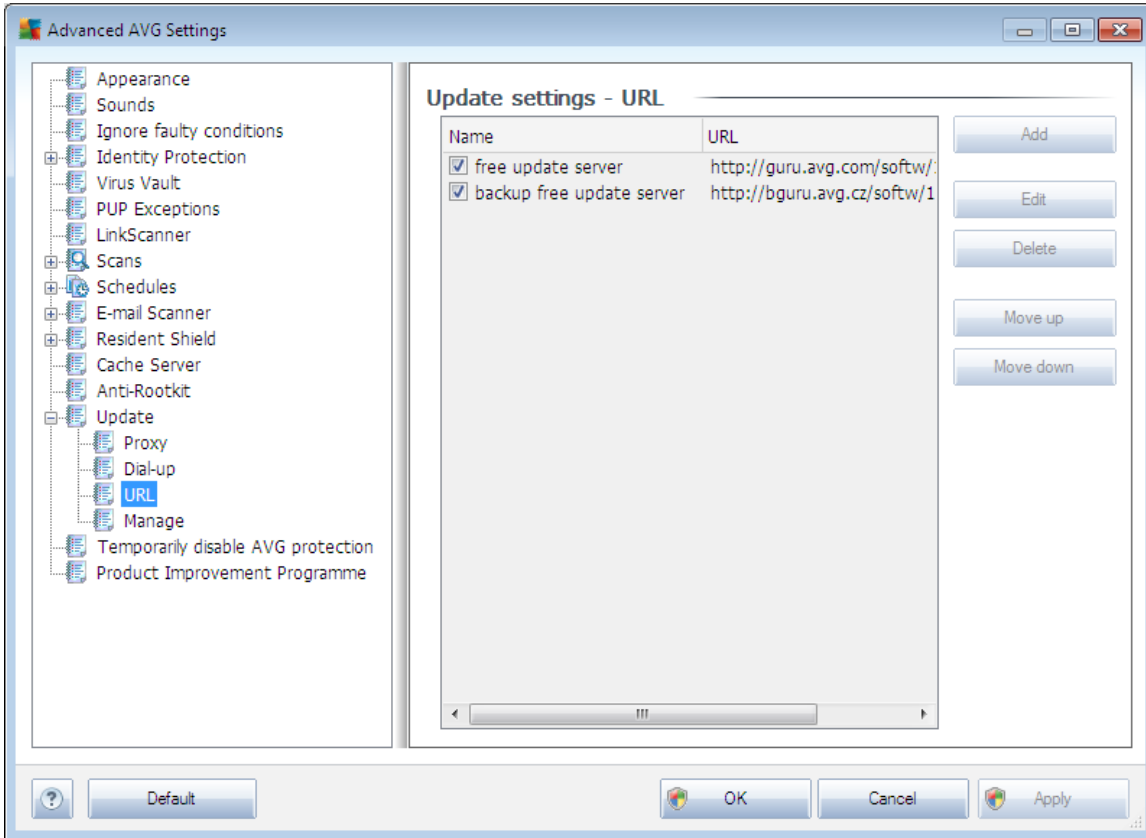 Advanced AVG Settings
Appearance
Sounds
Ignore faulty conditions
Identity Protection
Virus Vault
PUP Exceptions
LinkScanner
Scans
Schedules
E-mail Scanner
Resident Shield
Cache Server
Anti-Rootkit
Update
Proxy
Dial-up
URL
Manage
Temporarily disable AVG protection
Product Improvement Programme
Update settings - URL
Name URL
free update server http://guru.avg.com/softw/
backup free update server http://bguru.avg.cz/softw/1
Add
Edit
Delete
Move up
Move down
? Default OK Cancel Apply